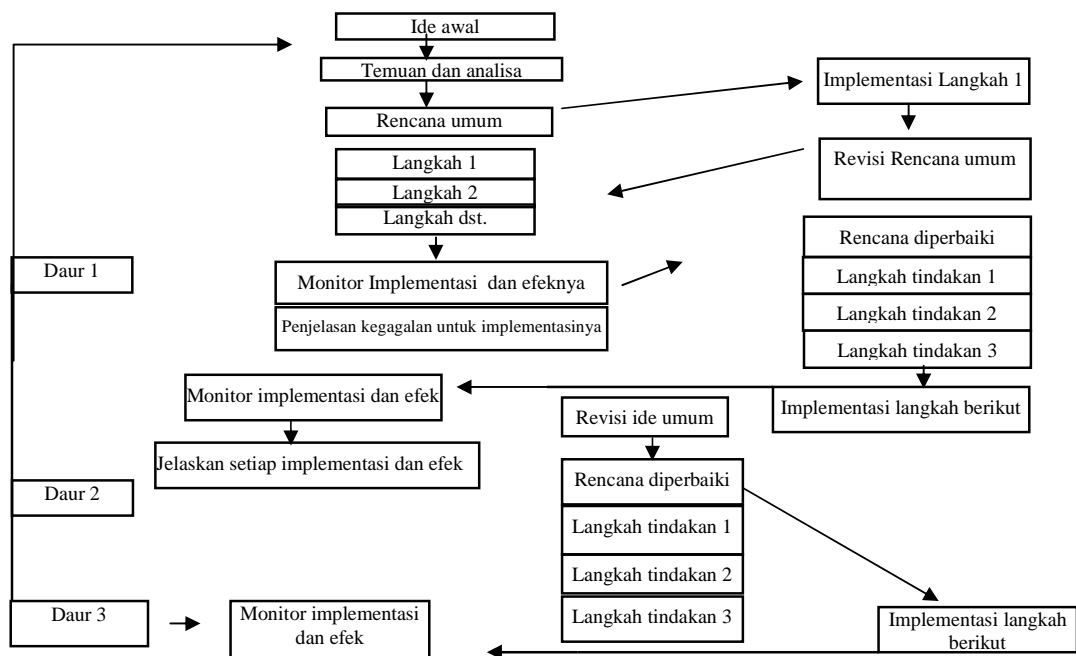 Ide awal
Temuan dan analisa
Rencana umum
Langkah 1
Langkah 2
Langkah dst.
Monitor Implementasi dan efeknya
Penjelasan kegagalan untuk implementasinya
Implementasi Langkah 1
Revisi Rencana umum
Rencana diperbaiki
Langkah tindakan 1
Langkah tindakan 2
Langkah tindakan 3
Implementasi langkah berikut
Daur 1
Monitor implementasi dan efek
Jelaskan setiap implementasi dan efek
Revisi ide umum
Rencana diperbaiki
Langkah tindakan 1
Langkah tindakan 2
Langkah tindakan 3
Daur 2
Daur 3
Monitor implementasi
dan efek
Implementasi langkah
berikut